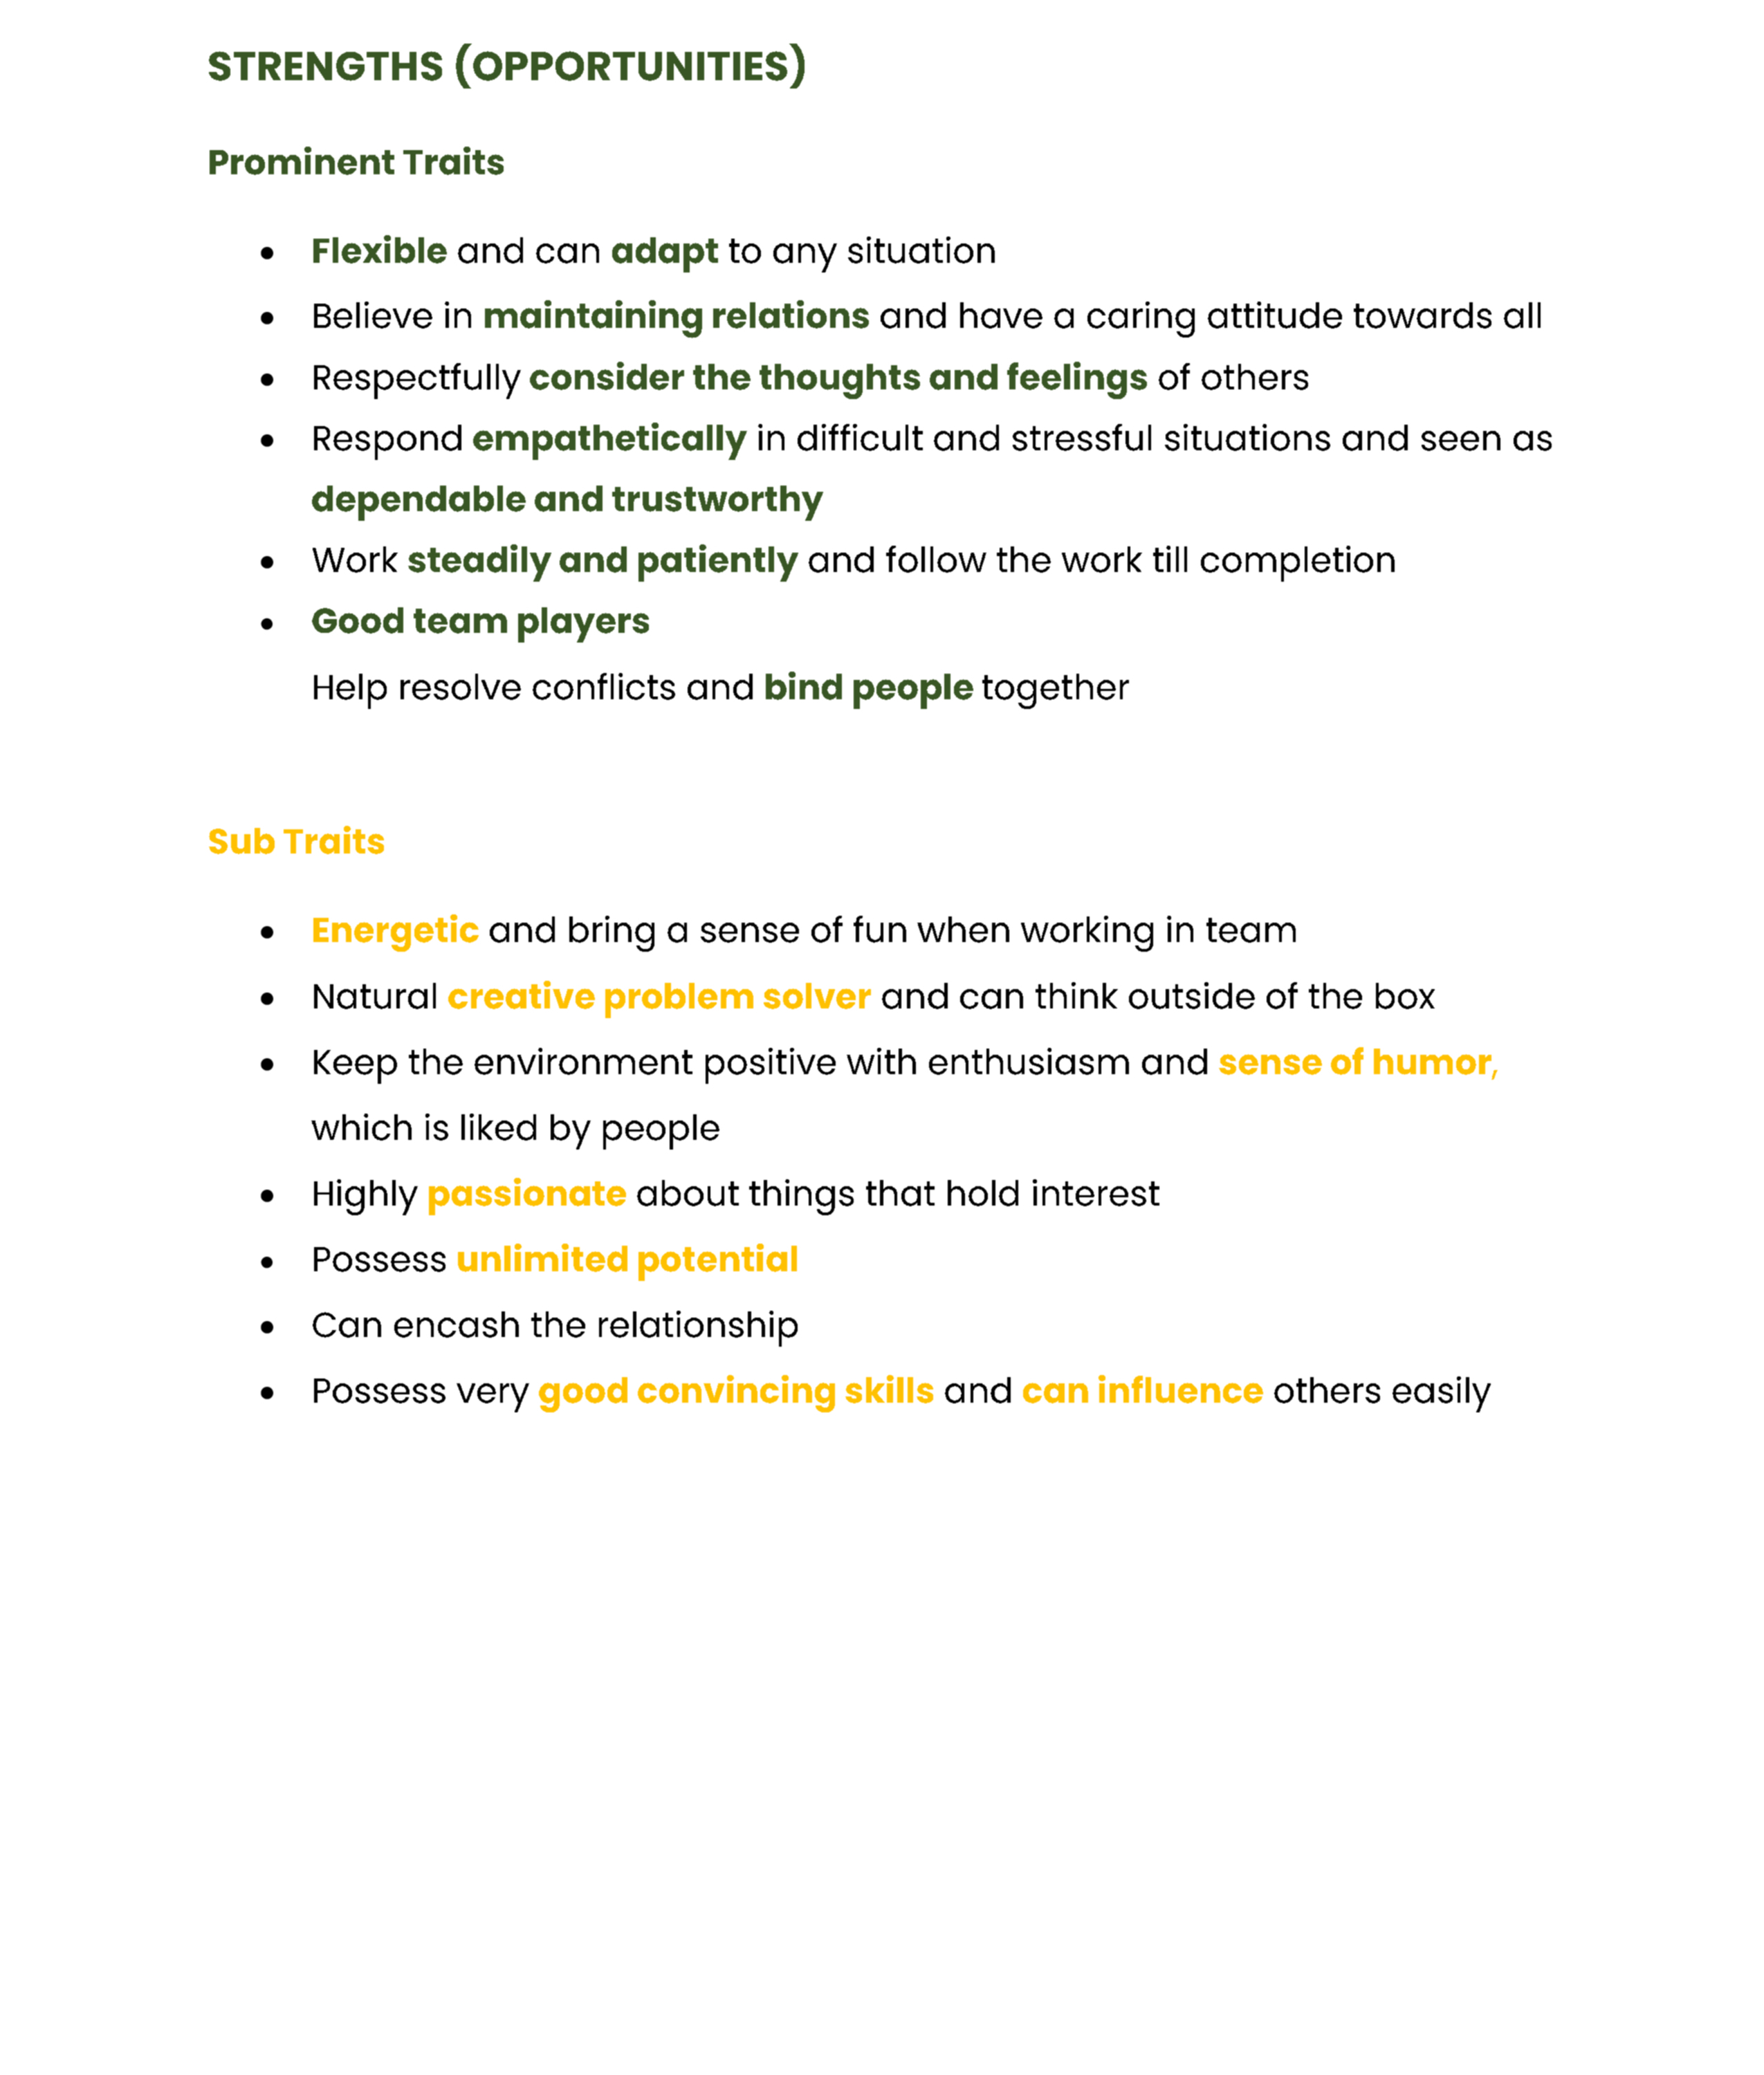 STRENGTHS (OPPORTUNITIES)
Prominent Traits
• Flexible and can adapt to any situation
• Believe in maintaining relations and have a caring attitude towards all
• Respectfully consider the thoughts and feelings of others
• Respond empathetically in difficult and stressful situations and seen as
dependable and trustworthy
• Work steadily and patiently and follow the work till completion
• Good team players
Help resolve conflicts and bind people together
Sub Traits
• Energetic and bring a sense of fun when working in team
• Natural creative problem solver and can think outside of the box
• Keep the environment positive with enthusiasm and sense of humor,
which is liked by people
• Highly passionate about things that hold interest
• Possess unlimited potential
• Can encash the relationship
• Possess very good convincing skills and can influence others easily